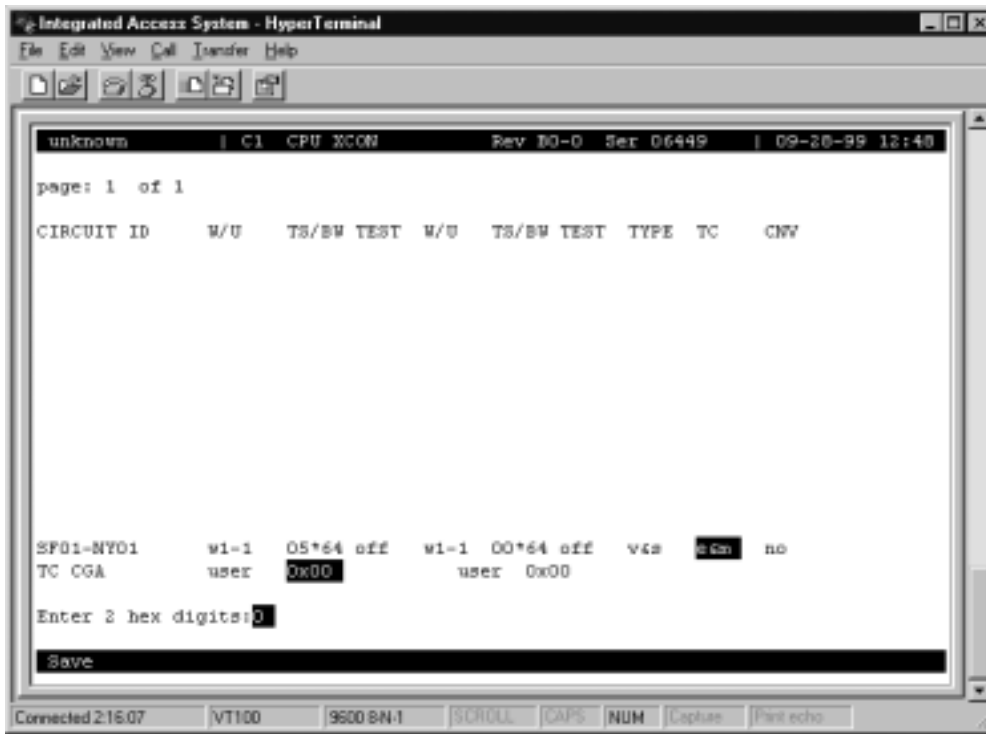 Integrated Access System - HyperTerminal
File Edit View Call Transfer Help
unknown | C1 CPU XCON Rev B0-0 Ser 06449 | 09-28-99 12:48
page: 1 of 1
CIRCUIT ID W/U TS/BW TEST W/U TS/BW TEST TYPE TC CNV
SF01-NY01 w1-1 05*64 off w1-1 00*64 off v&s e&m no
TC CGA user 0x00 user 0x00
Enter 2 hex digits:0
Save
Connected 2:16:07 VT100 9600 8-N-1 SCROLL CAPS NUM Capture Print echo